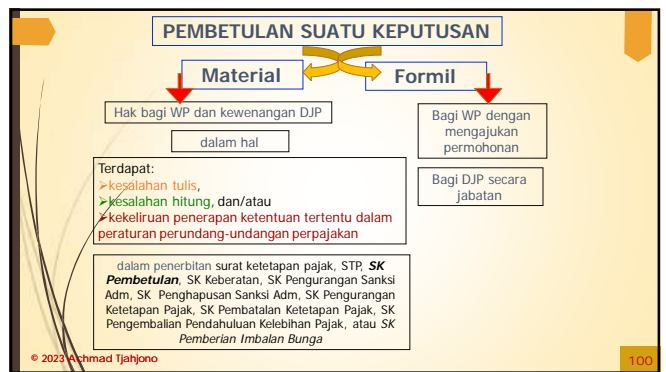 PEMBETULAN SUATU KEPUTUSAN
Material
Formil
Hak bagi WP dan kewenangan DJP
dalam hal
Terdapat:
➢kesalahan tulis,
➢kesalahan hitung, dan/atau
➢kekeliruan penerapan ketentuan tertentu dalam
peraturan perundang-undangan perpajakan
dalam penerbitan surat ketetapan pajak, STP, SK
Pembetulan, SK Keberatan, SK Pengurangan Sanksi
Adm, SK Penghapusan Sanksi Adm, SK Pengurangan
Ketetapan Pajak, SK Pembatalan Ketetapan Pajak, SK
Pengembalian Pendahuluan Kelebihan Pajak, atau SK
Pemberian Imbalan Bunga
Bagi WP dengan
mengajukan
permohonan
Bagi DJP secara
jabatan
© 2023 Achmad Tjahjono
100